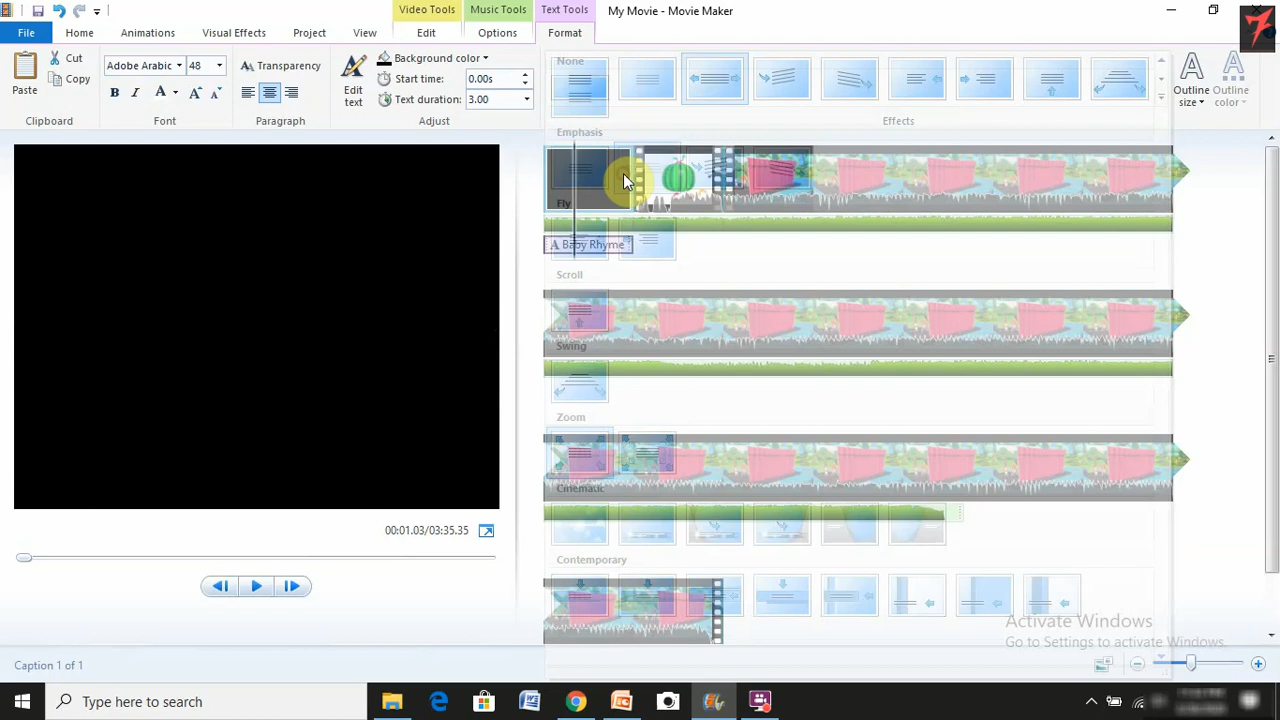 Video Tools
Music Tools
Text Tools
My Movie - Movie Maker
File
Home
Animations
Visual Effects
Project
View
Edit
Options
Format
Paste
Cut
Copy
Clipboard
Adobe Arabic
48
Transparency
B I A A A
Font
Paragraph
Edit text
Background color
Start time:
0.00s
Text duration:
3.00
Adjust
None
Effects
Outline size
Outline color
Emphasis
Fly
A Baby Rhyme
Scroll
Swing
Zoom
Cinematic
Contemporary
00:01.03/03:35.35
Activate Windows
Go to Settings to activate Windows.
Caption 1 of 1
Type here to search